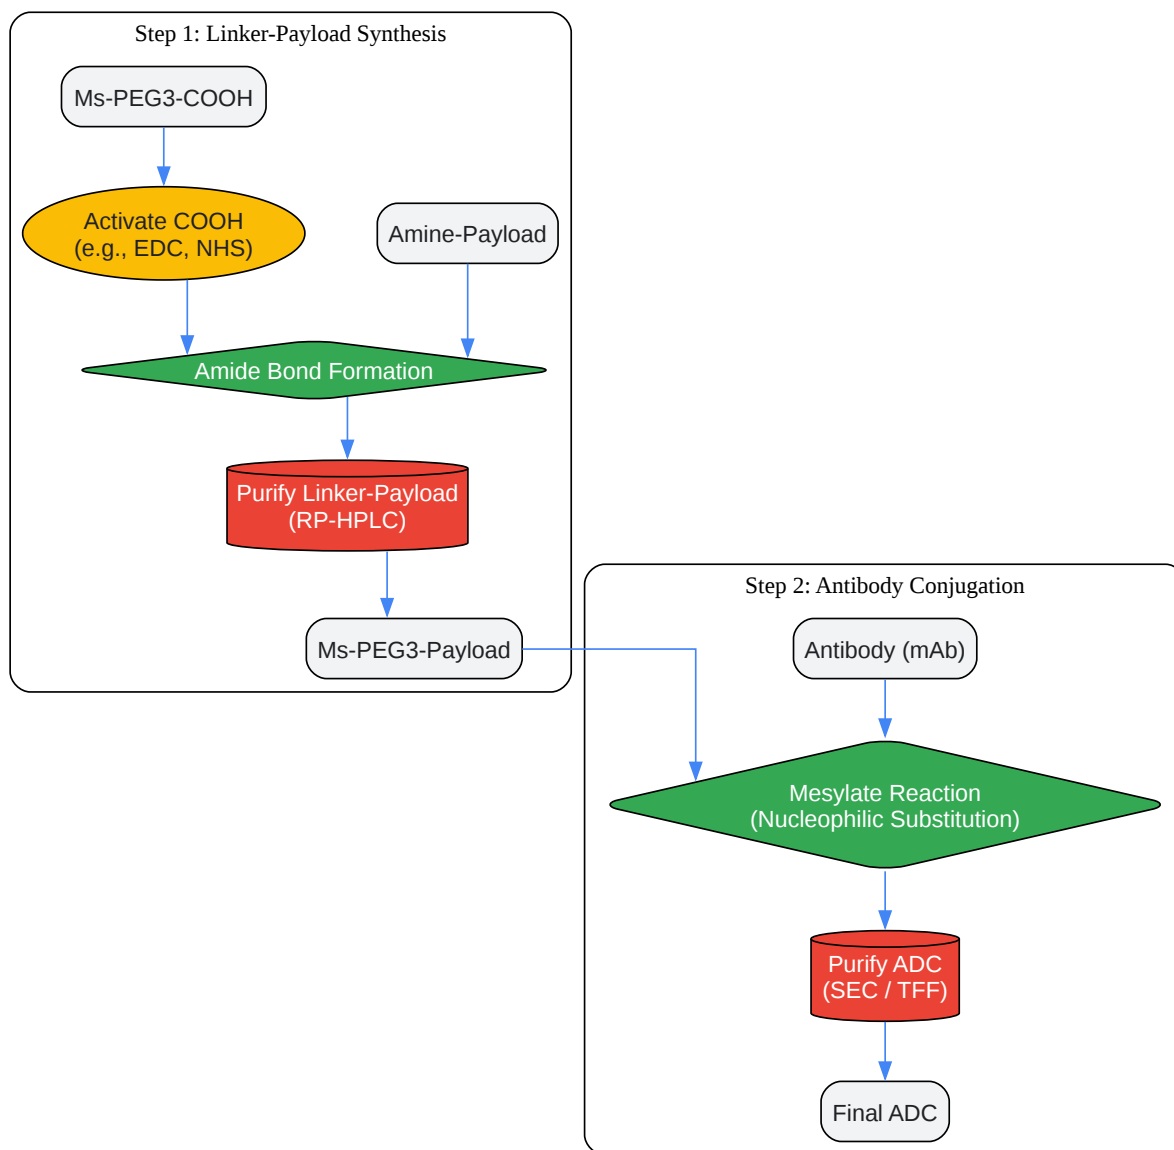 Step 1: Linker-Payload Synthesis
Ms-PEG3-COOH
Activate COOH
(e.g., EDC, NHS)
Amine-Payload
Amide Bond Formation
Purify Linker-Payload
(RP-HPLC)
Ms-PEG3-Payload
Step 2: Antibody Conjugation
Antibody (mAb)
Mesylate Reaction
(Nucleophilic Substitution)
Purify ADC
(SEC / TFF)
Final ADC